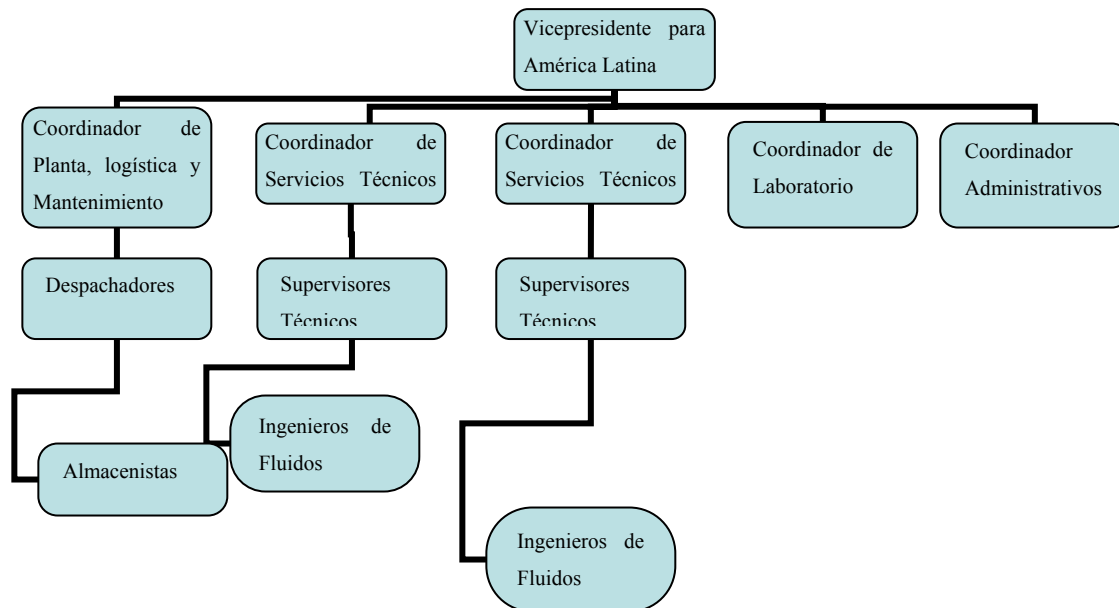 Vicepresidente para
América Latina
Coordinador de
Planta, logística y
Mantenimiento
Coordinador de
Servicios Técnicos
Coordinador de
Servicios Técnicos
Coordinador de
Laboratorio
Coordinador
Administrativos
Despachadores
Supervisores
Técnicos
Supervisores
Técnicos
Almacenistas
Ingenieros de
Fluidos
Ingenieros de
Fluidos